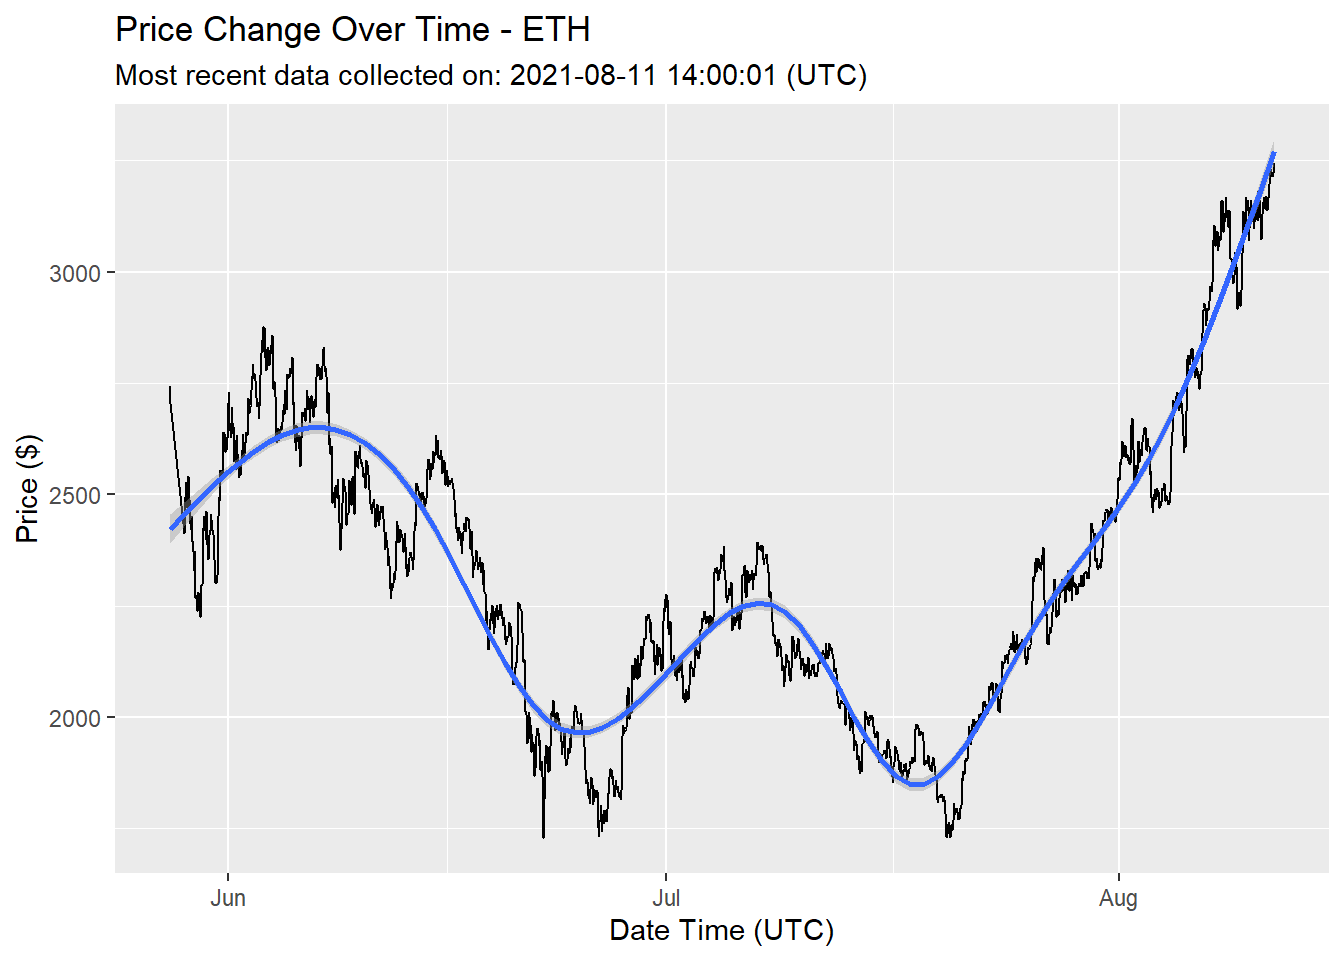 Price Change Over Time - ETH
Most recent data collected on: 2021-08-11 14:00:01 (UTC)
Price ($)
3000
2500
2000
Jun
Jul
Aug
Date Time (UTC)